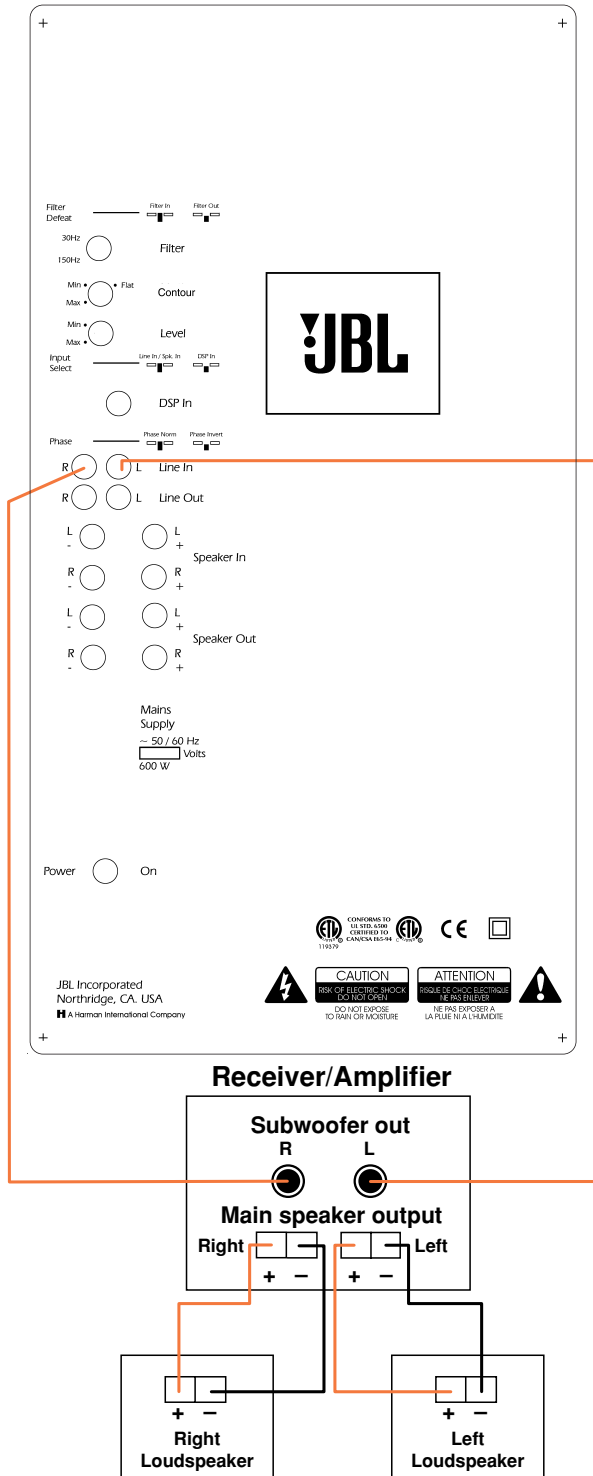 Filter Defeat Filter In Filter Out
30Hz
150Hz
Filter
Min Flat
Max
Contour
Min
Max
Level
Input Select Line In / Spk. In DSP In
DSP In
Phase Phase Norm Phase Invert
R L Line In
R L Line Out
L - L +
Speaker In
R - R +
L - L +
Speaker Out
R - R +
Mains
Supply
~ 50 / 60 Hz
Volts
600 W
Power On
JBL
JBL Incorporated
Northridge, CA. USA
H A Harman International Company
ETL
119379
CONFORMS TO
UL STD. 6500
CERTIFIED TO
CAN/CSA E65-94
ETL
CE
CAUTION
RISK OF ELECTRIC SHOCK
DO NOT OPEN
DO NOT EXPOSE
TO RAIN OR MOISTURE
ATTENTION
RISQUE DE CHOC ELECTRIQUE
NE PAS ENLEVER
NE PAS EXPOSER A
LA PLUIE NI A L'HUMIDITE
Receiver/Amplifier
Subwoofer out
R L
Main speaker output
Right Left
+ – + –
+ –
Right
Loudspeaker
+ –
Left
Loudspeaker